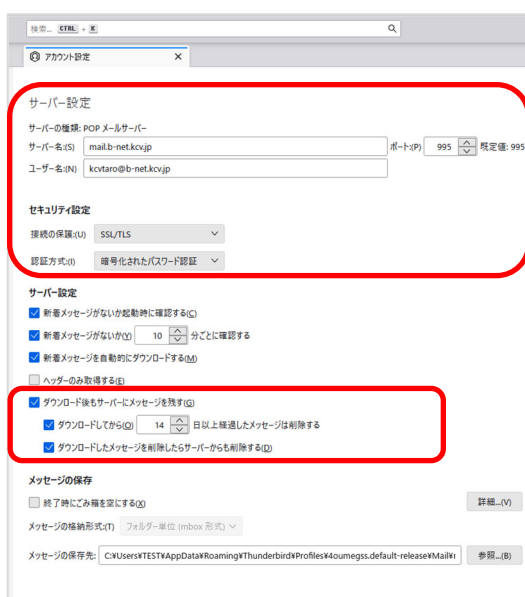 検索... CTRL + K
アカウント設定 ×
サーバー設定
サーバーの種類: POP メールサーバー
サーバー名:(S) mail.b-net.kcv.jp ポート:(P) 995 既定値: 995
ユーザー名:(N) kcvtaro@b-net.kcv.jp
セキュリティ設定
接続の保護:(U) SSL/TLS
認証方式:(I) 暗号化されたパスワード認証
サーバー設定
新着メッセージがないか起動時に確認する(C)
新着メッセージがないか(Y) 10 分ごとに確認する
新着メッセージを自動的にダウンロードする(M)
ヘッダーのみ取得する(E)
ダウンロード後もサーバーにメッセージを残す(G)
ダウンロードしてから(O) 14 日以上経過したメッセージは削除する
ダウンロードしたメッセージを削除したらサーバーからも削除する(D)
メッセージの保存
終了時にごみ箱を空にする(X) 詳細...(V)
メッセージの格納形式:(T) フォルダー単位 (mbox 形式)
メッセージの保存先: C:¥Users¥TEST¥AppData¥Roaming¥Thunderbird¥Profiles¥4oumegss.default-release¥Mail¥ 参照...(B)